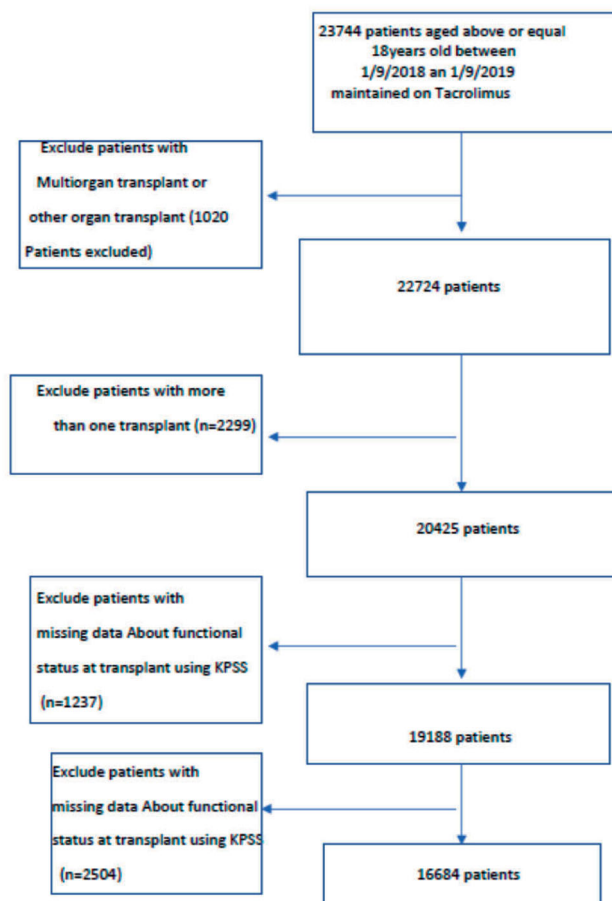 23744 patients aged above or equal
18years old between
1/9/2018 an 1/9/2019
maintained on Tacrolimus
Exclude patients with
Multiorgan transplant or
other organ transplant (1020
Patients excluded)
22724 patients
Exclude patients with more
than one transplant (n=2299)
20425 patients
Exclude patients with
missing data About functional
status at transplant using KPSS
(n=1237)
19188 patients
Exclude patients with
missing data About functional
status at transplant using KPSS
(n=2504)
16684 patients